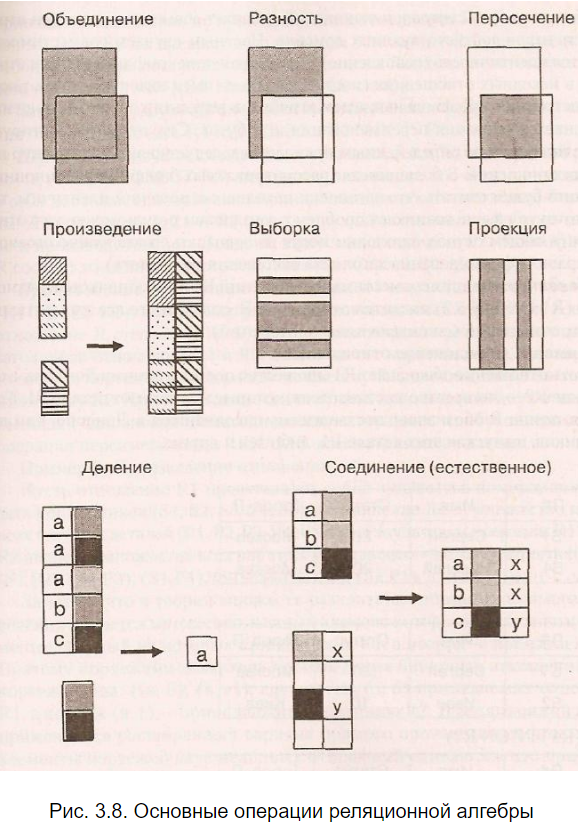 Объединение
Разность
Пересечение
Произведение
Выборка
Проекция
Деление
Соединение (естественное)
a
a
a
b
c
a
a
b
c
x
y
a x
b
c y
Рис. 3.8. Основные операции реляционной алгебры